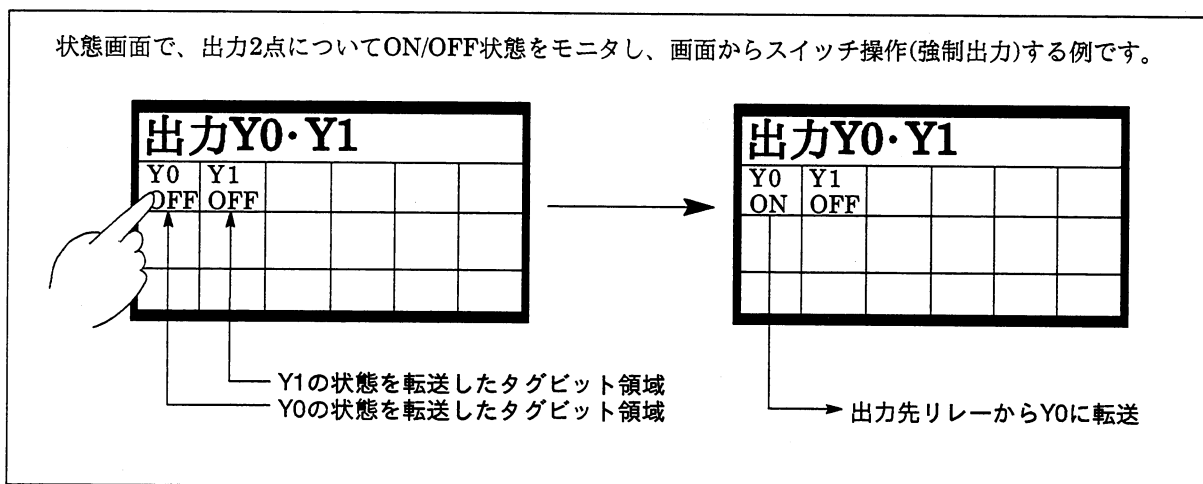 状態画面で、出力2点についてON/OFF状態をモニタし、画面からスイッチ操作(強制出力)する例です。
出力Y0・Y1
Y0 Y1
OFF OFF
Y1の状態を転送したタグビット領域
Y0の状態を転送したタグビット領域
出力Y0・Y1
Y0 Y1
ON OFF
出力先リレーからY0に転送